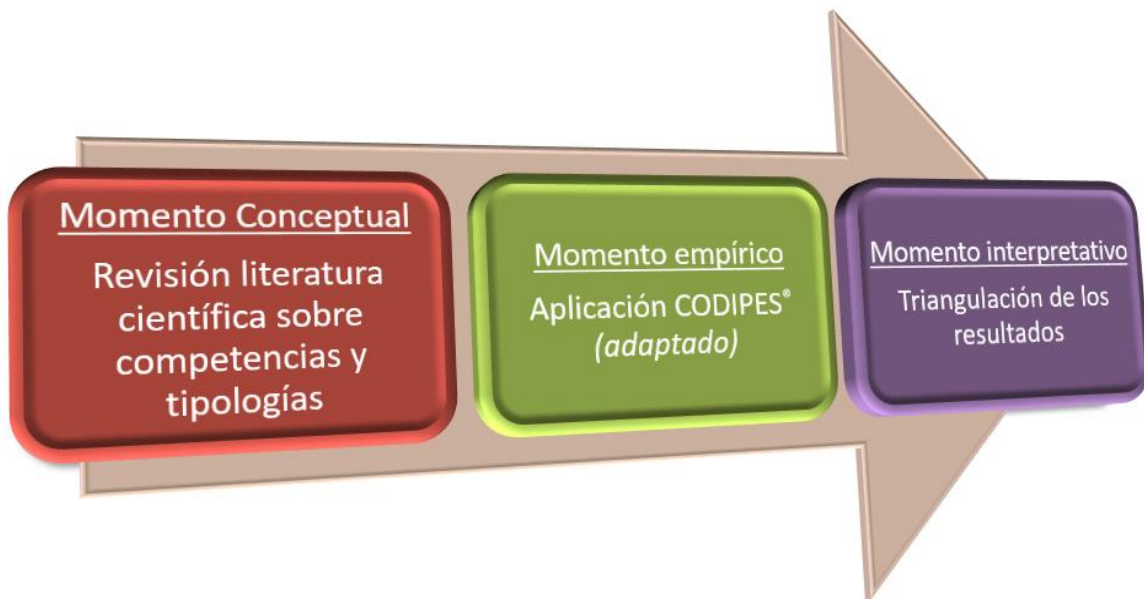 Momento Conceptual
Revisión literatura
científica sobre
competencias y
tipologías
Momento empírico
Aplicación CODIPES®
(adaptado)
Momento interpretativo
Triangulación de los
resultados